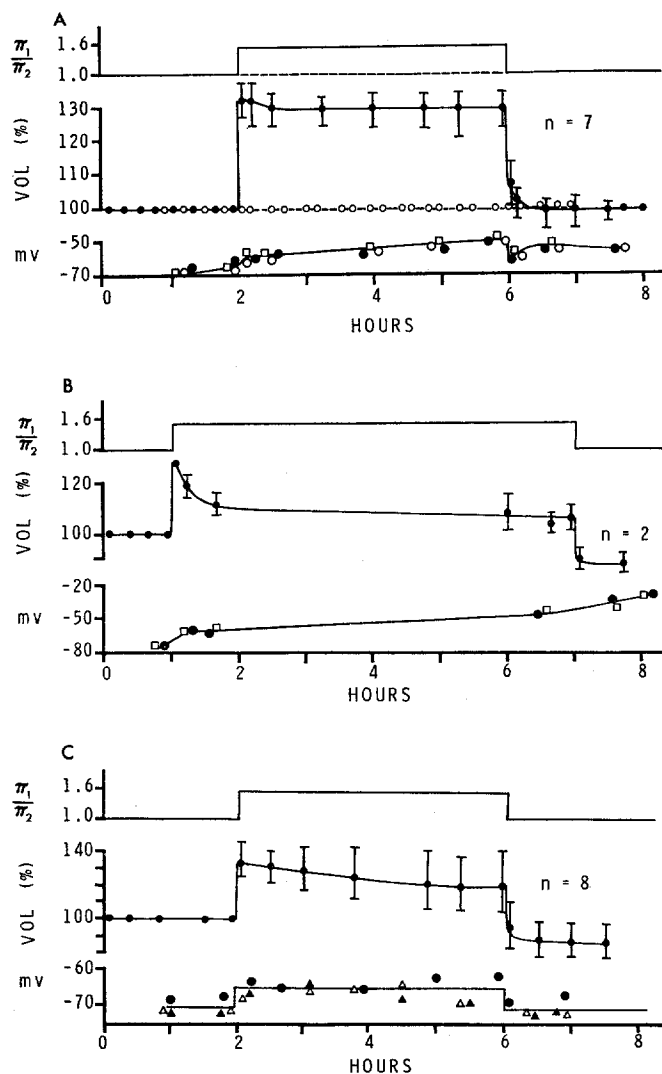 A
π1/π2
1.6
1.0
VOL (%)
130
120
110
100
n = 7
mv
-50
-70
0 2 4 6 8
HOURS
B
π1/π2
1.6
1.0
VOL (%)
120
100
n = 2
mv
-20
-50
-80
0 2 4 6 8
HOURS
C
π1/π2
1.6
1.0
VOL (%)
140
100
n = 8
mv
-60
-70
0 2 4 6 8
HOURS